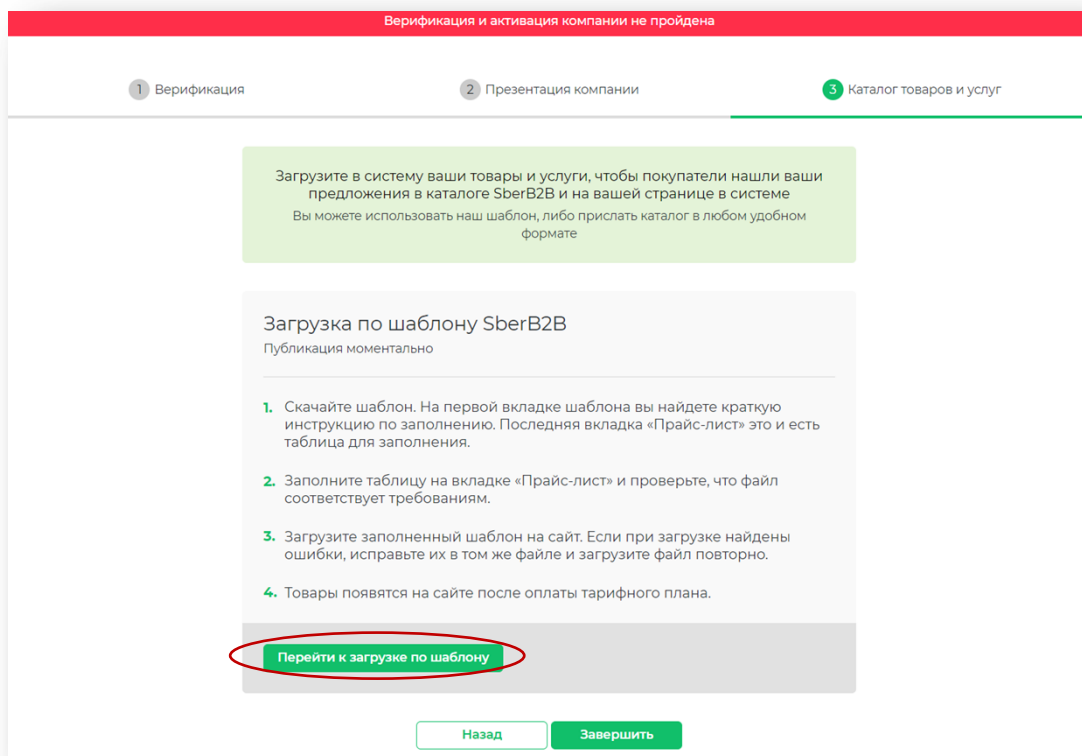 Верификация и активация компании не пройдена
1 Верификация
2 Презентация компании
3 Каталог товаров и услуг
Загрузите в систему ваши товары и услуги, чтобы покупатели нашли ваши
предложения в каталоге SberB2B и на вашей странице в системе
Вы можете использовать наш шаблон, либо прислать каталог в любом удобном
формате
Загрузка по шаблону SberB2B
Публикация моментально
1. Скачайте шаблон. На первой вкладке шаблона вы найдете краткую
инструкцию по заполнению. Последняя вкладка «Прайс-лист» это и есть
таблица для заполнения.
2. Заполните таблицу на вкладке «Прайс-лист» и проверьте, что файл
соответствует требованиям.
3. Загрузите заполненный шаблон на сайт. Если при загрузке найдены
ошибки, исправьте их в том же файле и загрузите файл повторно.
4. Товары появятся на сайте после оплаты тарифного плана.
Перейти к загрузке по шаблону
Назад
Завершить